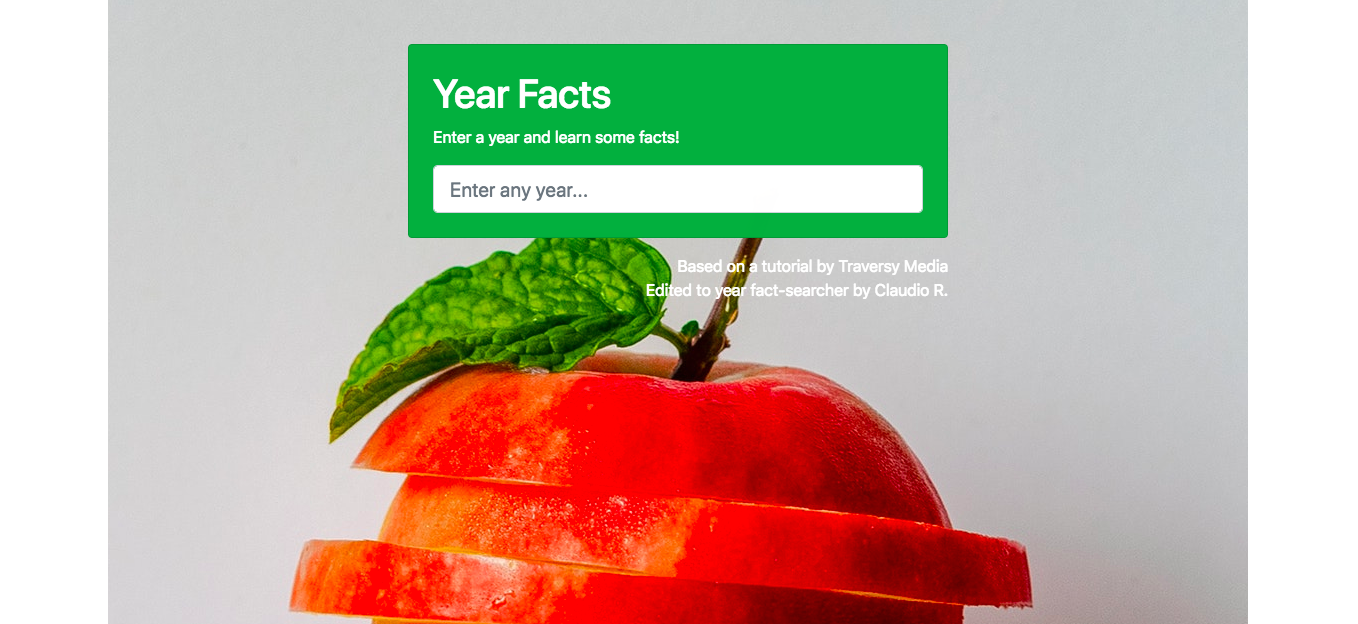 Year Facts
Enter a year and learn some facts!
Enter any year...
Based on a tutorial by Traversy Media
Edited to year fact-searcher by Claudio R.